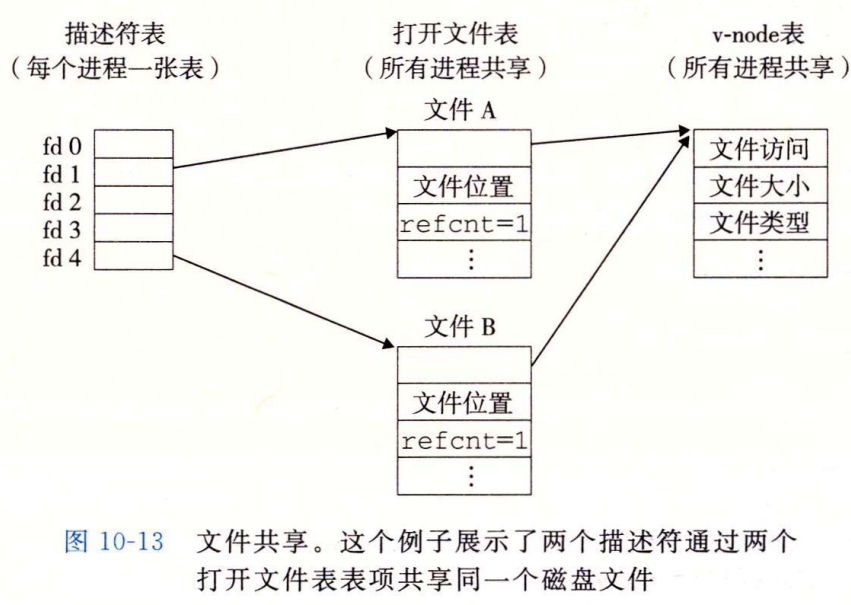 描述符表
（每个进程一张表）
打开文件表
（所有进程共享）
v-node表
（所有进程共享）
fd 0
fd 1
fd 2
fd 3
fd 4
文件 A
文件位置
refcnt=1
⋮
文件 B
文件位置
refcnt=1
⋮
文件访问
文件大小
文件类型
⋮
图 10-13 文件共享。这个例子展示了两个描述符通过两个
打开文件表表项共享同一个磁盘文件